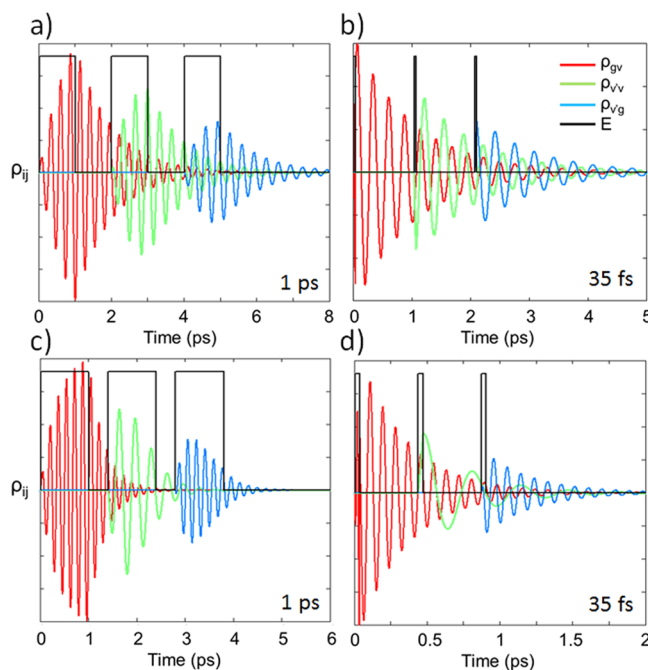 a)
b)
ρgv
ρv'v
ρv'g
E
ρij
1 ps
35 fs
0 2 4 6 8
0 1 2 3 4 5
Time (ps)
Time (ps)
c)
d)
ρij
1 ps
35 fs
0 1 2 3 4 5 6
0 0.5 1 1.5 2
Time (ps)
Time (ps)